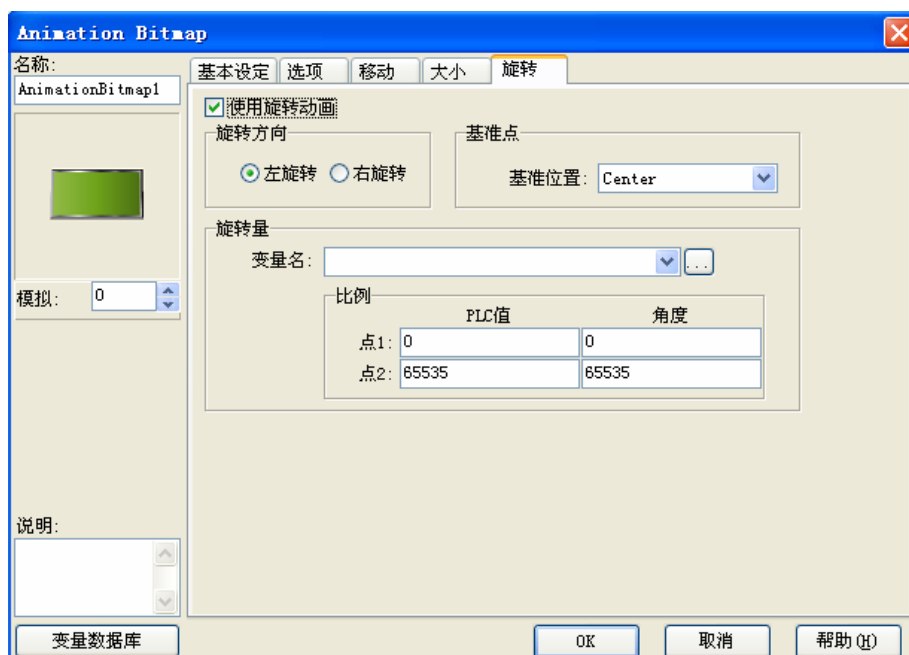 Animation Bitmap
名称:
AnimationBitmap1
模拟:
0
说明:
变量数据库
基本设定 选项 移动 大小 旋转
使用旋转动画
旋转方向
左旋转 右旋转
基准点
基准位置: Center
旋转量
变量名:
...
比例
PLC值 角度
点1: 0 0
点2: 65535 65535
OK 取消 帮助(H)